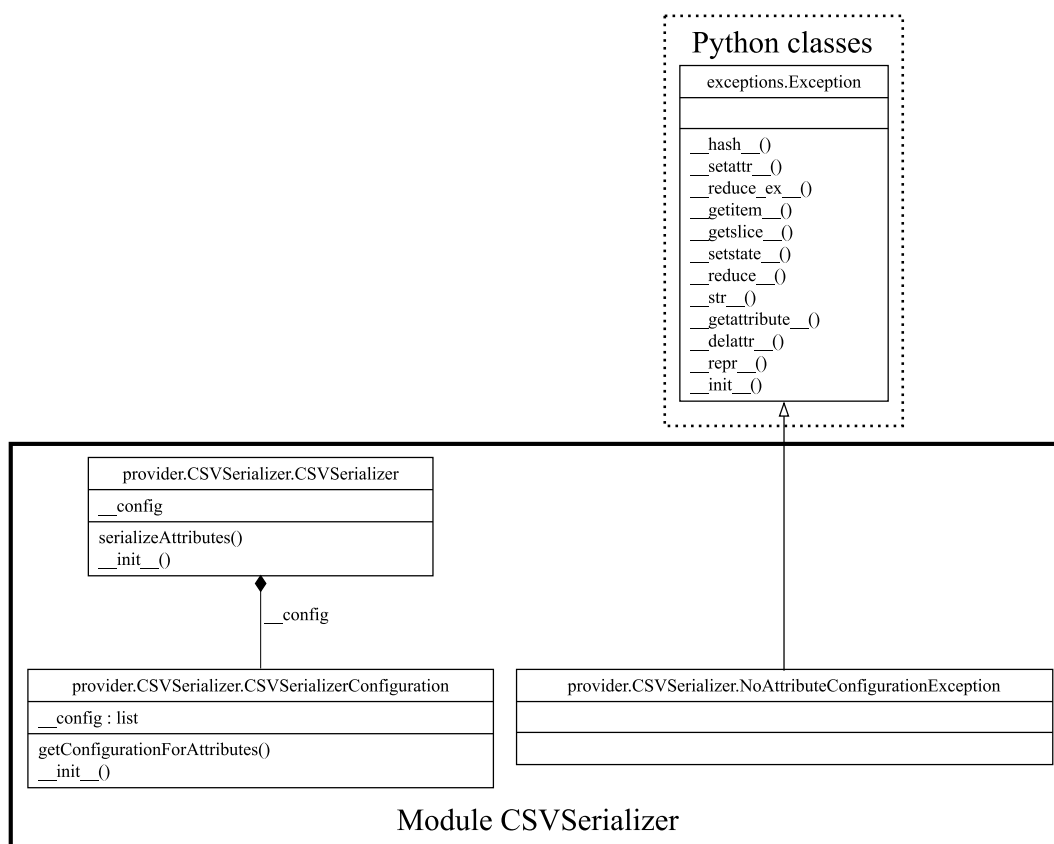 Python classes
exceptions.Exception
__hash__()
__setattr__()
__reduce_ex__()
__getitem__()
__getslice__()
__setstate__()
__reduce__()
__str__()
__getattribute__()
__delattr__()
__repr__()
__init__()
provider.CSVSerializer.CSVSerializer
__config
serializeAttributes()
__init__()
__config
provider.CSVSerializer.CSVSerializerConfiguration
__config : list
getConfigurationForAttributes()
__init__()
provider.CSVSerializer.NoAttributeConfigurationException
Module CSVSerializer